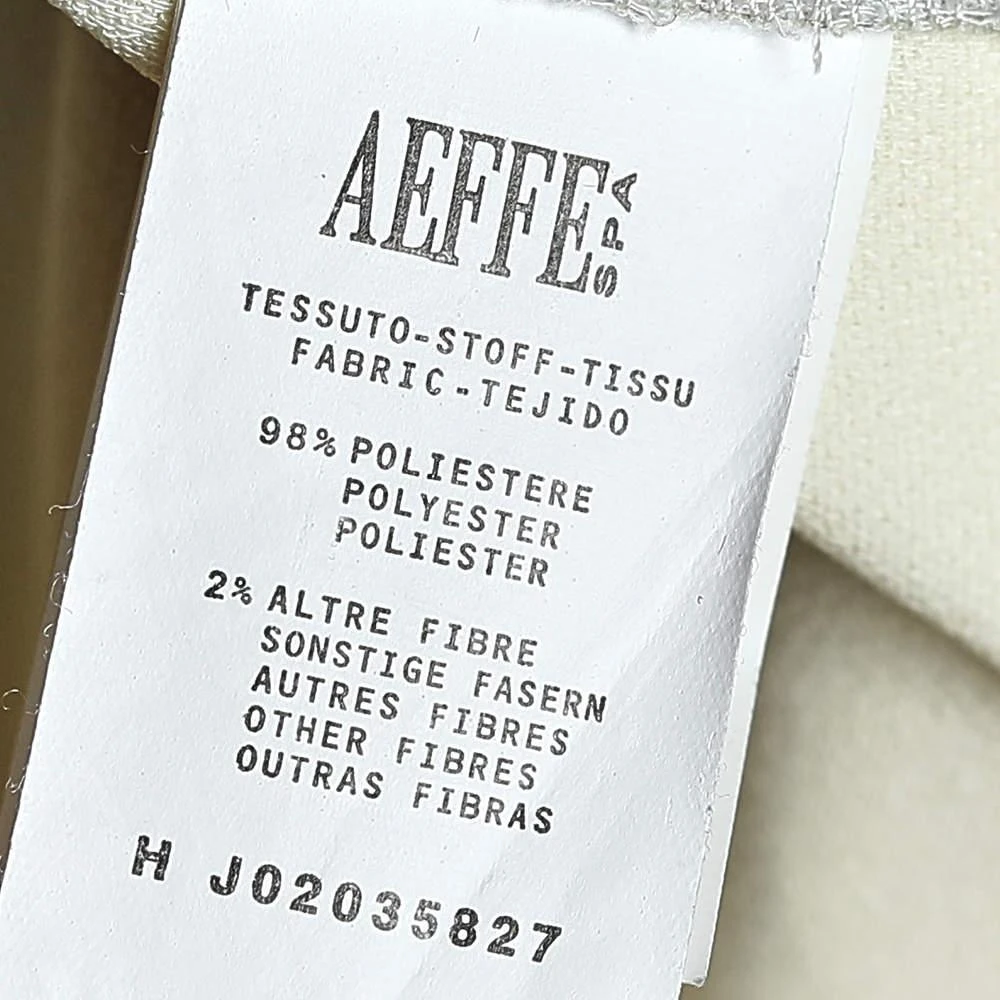 AEFFE SPA
TESSUTO-STOFF-TISSU
FABRIC-TEJIDO
98% POLIESTERE
POLYESTER
POLIESTER
2% ALTRE FIBRE
SONSTIGE FASERN
AUTRES FIBRES
OTHER FIBRES
OUTRAS FIBRAS
H J02035827